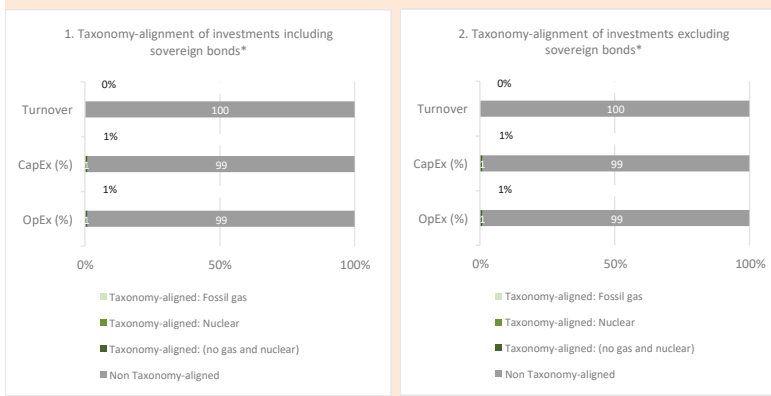 1. Taxonomy-alignment of investments including
sovereign bonds*
0%
Turnover
100
1%
CapEx (%)
1
99
1%
OpEx (%)
1
99
0%
50%
100%
Taxonomy-aligned: Fossil gas
Taxonomy-aligned: Nuclear
Taxonomy-aligned: (no gas and nuclear)
Non Taxonomy-aligned
2. Taxonomy-alignment of investments excluding
sovereign bonds*
0%
Turnover
100
1%
CapEx (%)
1
99
1%
OpEx (%)
1
99
0%
50%
100%
Taxonomy-aligned: Fossil gas
Taxonomy-aligned: Nuclear
Taxonomy-aligned: (no gas and nuclear)
Non Taxonomy-aligned